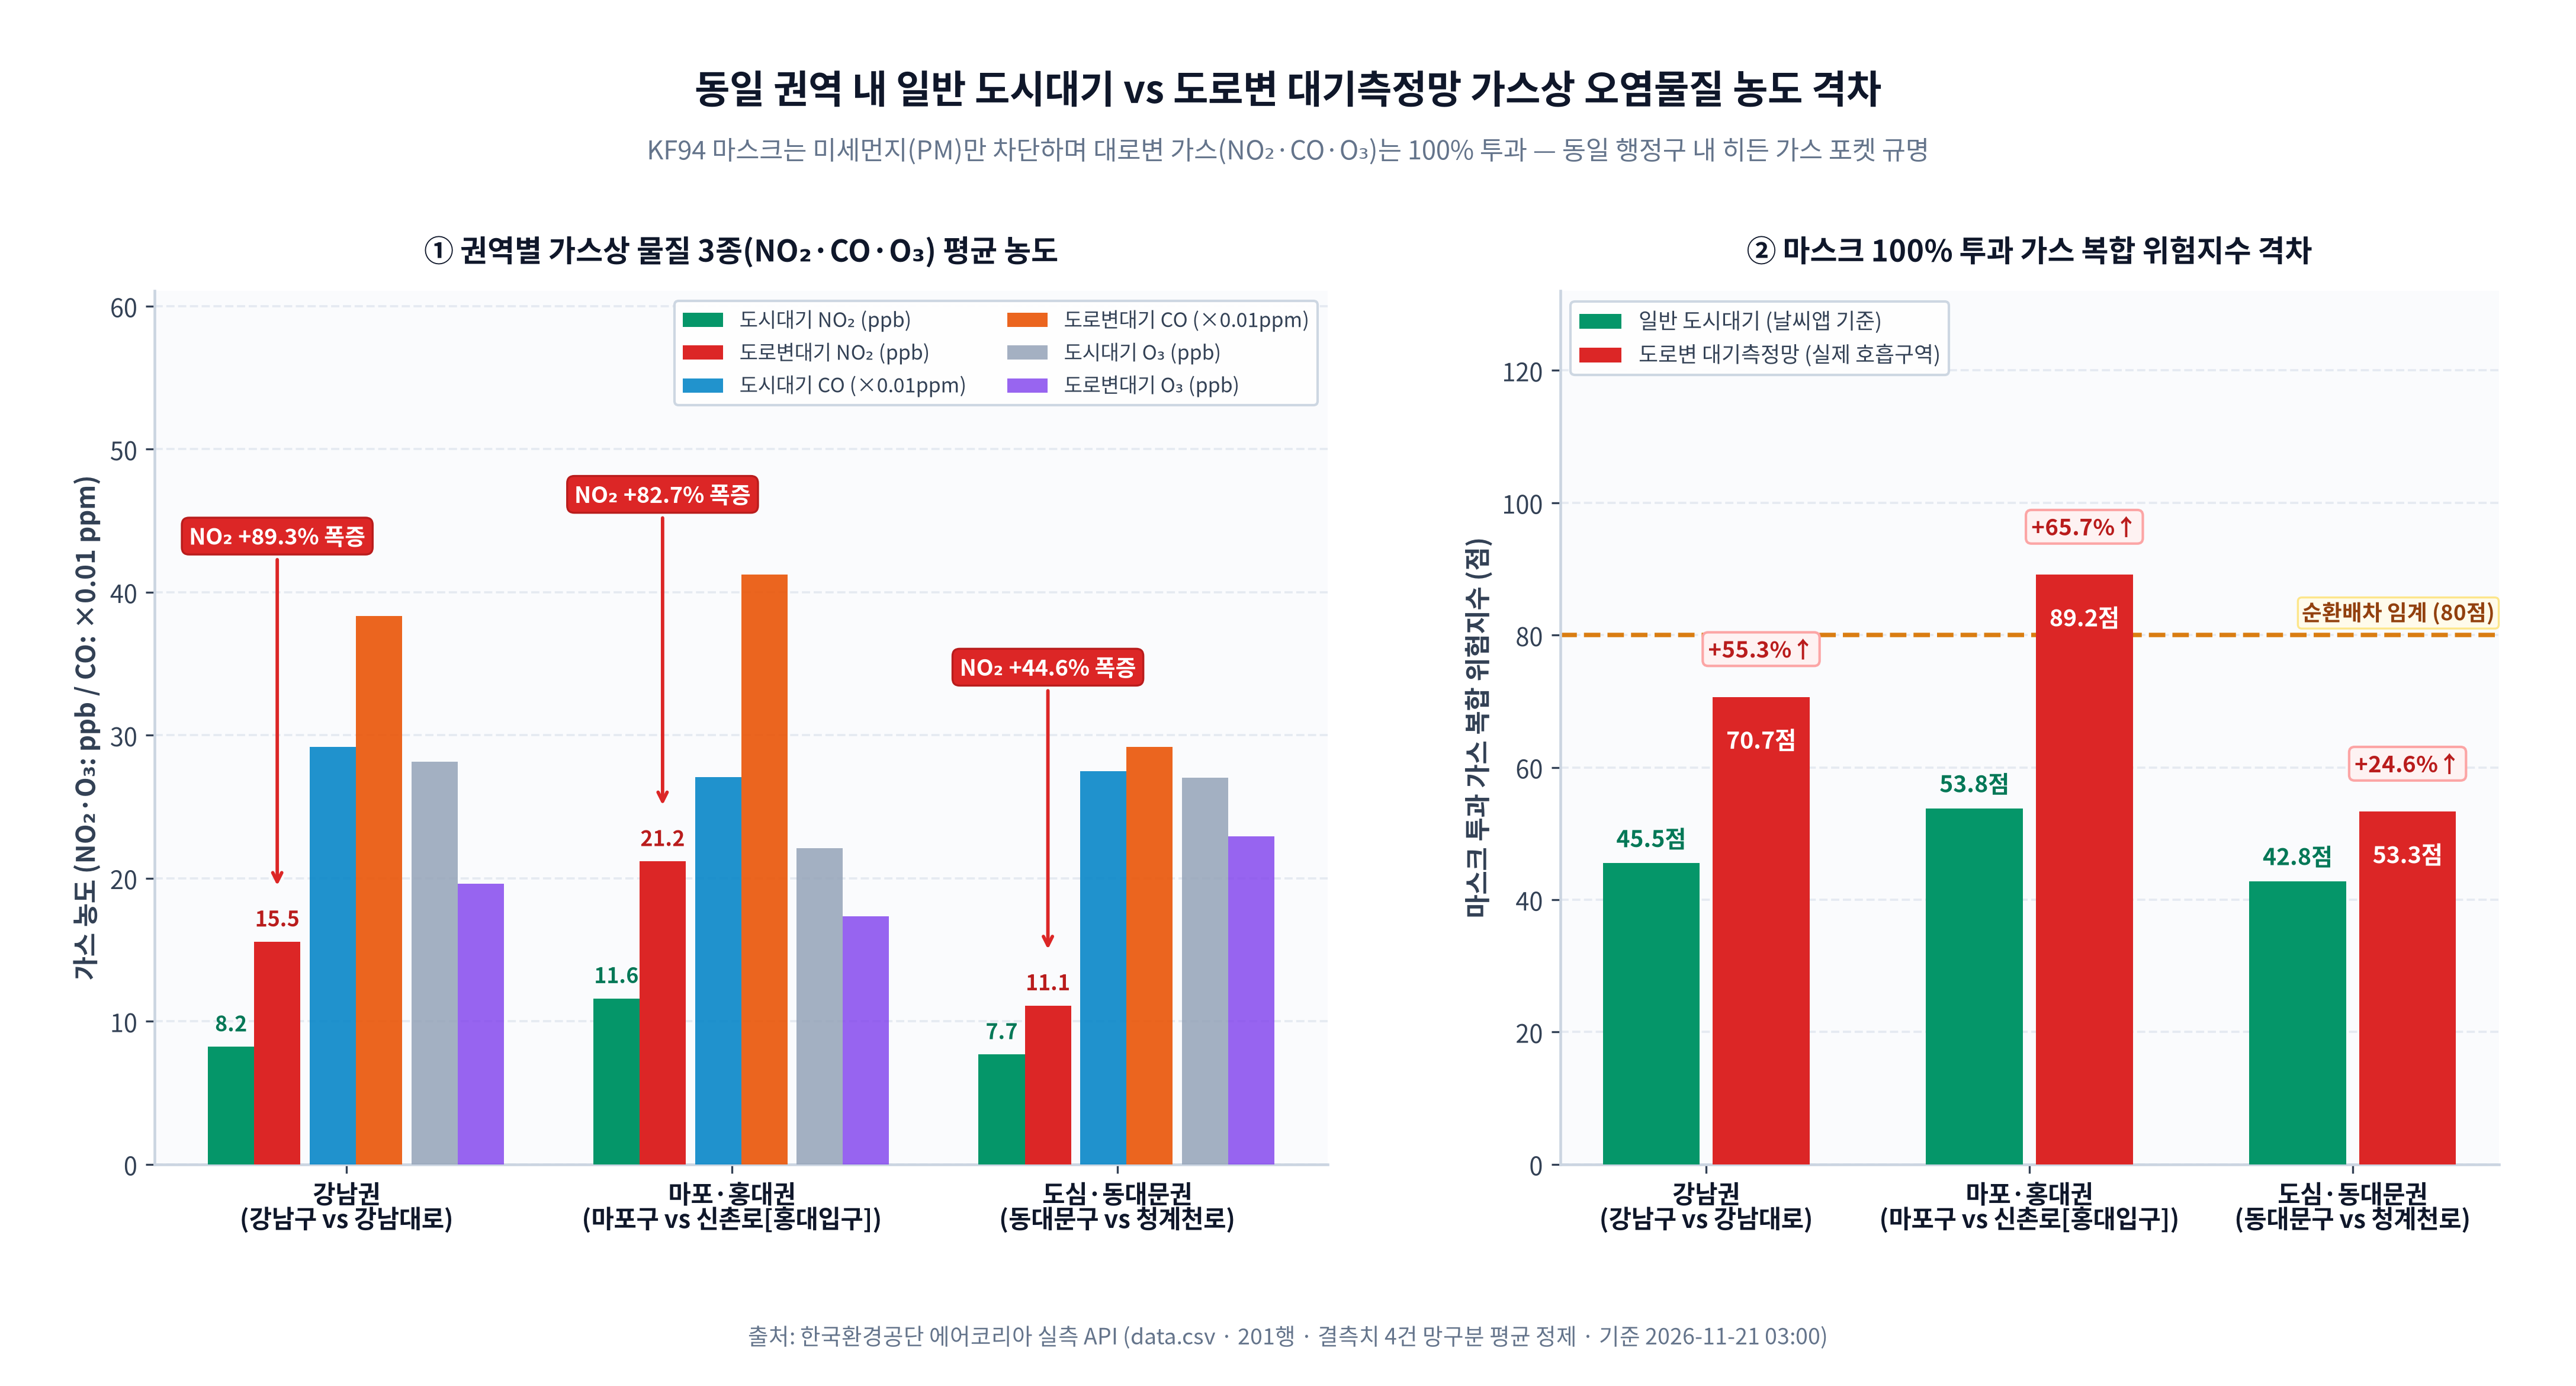 동일 권역 내 일반 도시대기 vs 도로변 대기측정망 가스상 오염물질 농도 격차
KF94 마스크는 미세먼지(PM)만 차단하며 대로변 가스(NO₂·CO·O₃)는 100% 투과 — 동일 행정구 내 히든 가스 포켓 규명
① 권역별 가스상 물질 3종(NO₂·CO·O₃) 평균 농도
가스 농도 (NO₂·O₃: ppb / CO: ×0.01 ppm)
60
50
40
30
20
10
0
도시대기 NO₂ (ppb)
도로변대기 NO₂ (ppb)
도시대기 CO (×0.01ppm)
도로변대기 CO (×0.01ppm)
도시대기 O₃ (ppb)
도로변대기 O₃ (ppb)
NO₂ +89.3% 폭증
NO₂ +82.7% 폭증
NO₂ +44.6% 폭증
8.2
15.5
11.6
21.2
7.7
11.1
강남권
(강남구 vs 강남대로)
마포·홍대권
(마포구 vs 신촌로[홍대입구])
도심·동대문권
(동대문구 vs 청계천로)
② 마스크 100% 투과 가스 복합 위험지수 격차
마스크 투과 가스 복합 위험지수 (점)
120
100
80
60
40
20
0
일반 도시대기 (날씨앱 기준)
도로변 대기측정망 (실제 호흡구역)
+55.3%↑
+65.7%↑
+24.6%↑
순환배차 임계 (80점)
45.5점
70.7점
53.8점
89.2점
42.8점
53.3점
강남권
(강남구 vs 강남대로)
마포·홍대권
(마포구 vs 신촌로[홍대입구])
도심·동대문권
(동대문구 vs 청계천로)
출처: 한국환경공단 에어코리아 실측 API (data.csv · 201행 · 결측치 4건 망구분 평균 정제 · 기준 2026-11-21 03:00)